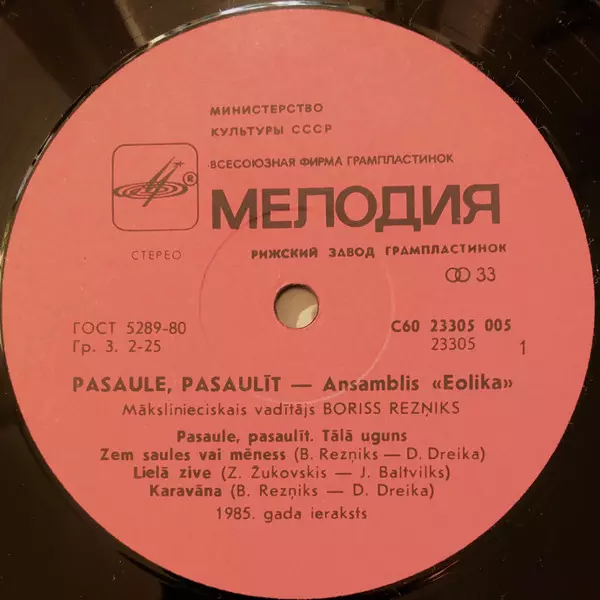 МИНИСТЕРСТВО
КУЛЬТУРЫ СССР
ВСЕСОЮЗНАЯ ФИРМА ГРАМПЛАСТИНОК
®
МЕЛОДИЯ
СТЕРЕО
РИЖСКИЙ ЗАВОД ГРАМПЛАСТИНОК
33
ГОСТ 5289-80
С60 23305 005
Гр. 3. 2-25
23305
1
PASAULE, PASAULĪT — Ansamblis «Eolika»
Mākslinieciskais vadītājs BORISS REZŅIKS
Pasaule, pasaulīt. Tālā uguns
Zem saules vai mēness (B. Rezņiks — D. Dreika)
Lielā zive (Z. Žukovskis — J. Baltvilks)
Karavāna (B. Rezņiks — D. Dreika)
1985. gada ieraksts